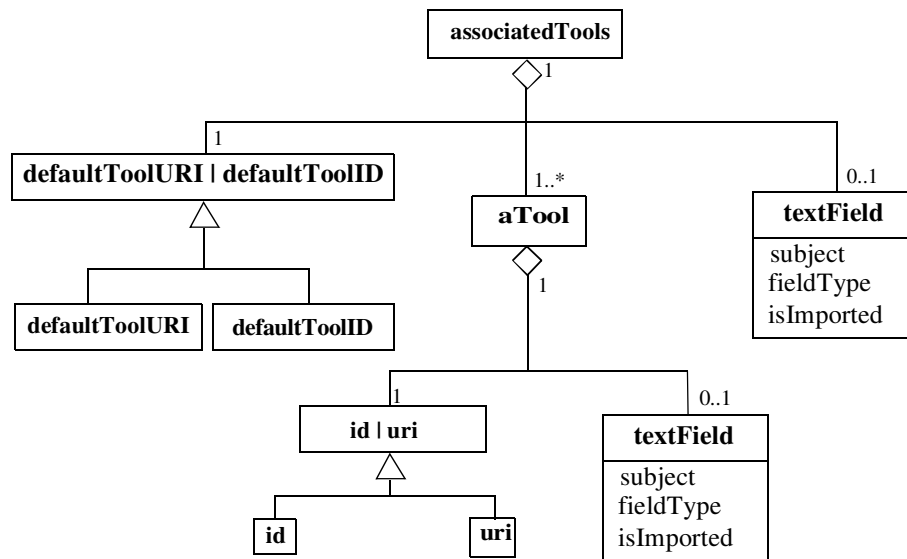 associatedTools
1
1
defaultToolURI | defaultToolID
1..*
aTool
0..1
textField
subject
fieldType
isImported
1
defaultToolURI
defaultToolID
1
id | uri
0..1
textField
subject
fieldType
isImported
id
uri